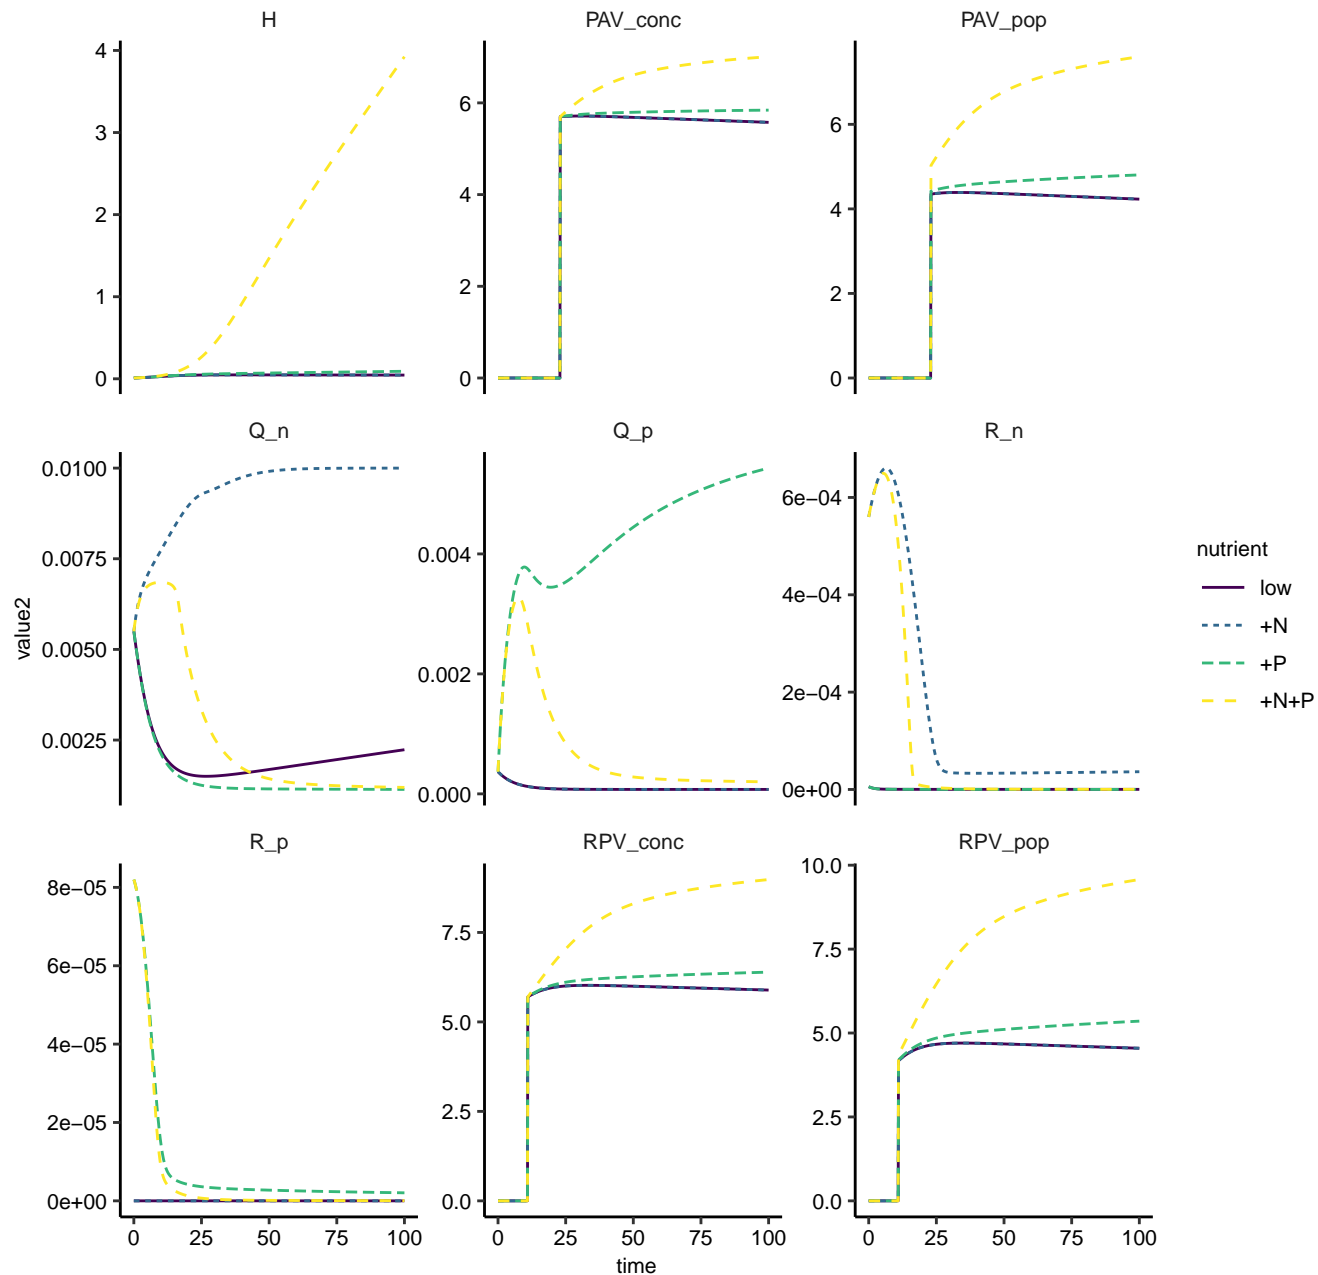 H
PAV_conc
PAV_pop
4
3
2
1
0
6
4
2
0
6
4
2
0
Q_n
Q_p
R_n
0.0100
0.0075
0.0050
0.0025
0.004
0.002
0.000
6e−04
4e−04
2e−04
0e+00
value2
nutrient
low
+N
+P
+N+P
R_p
RPV_conc
RPV_pop
8e−05
6e−05
4e−05
2e−05
0e+00
7.5
5.0
2.5
0.0
10.0
7.5
5.0
2.5
0.0
0 25 50 75 100
0 25 50 75 100
0 25 50 75 100
time